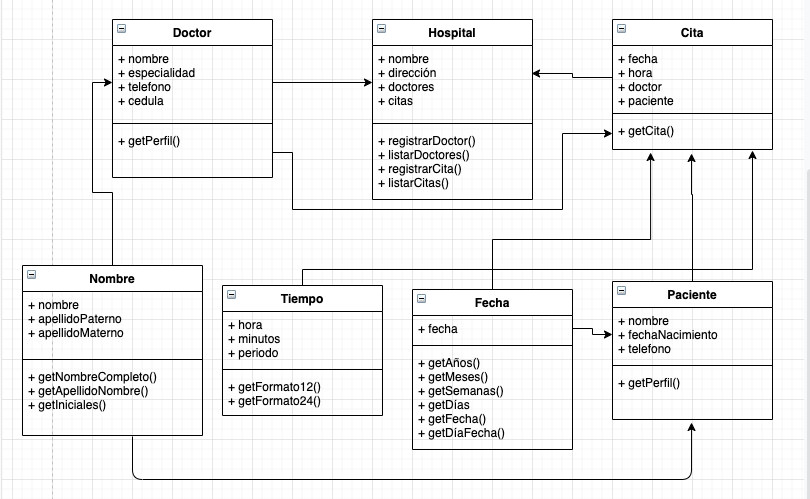 Doctor
+ nombre
+ especialidad
+ telefono
+ cedula
+ getPerfil()
Hospital
+ nombre
+ dirección
+ doctores
+ citas
+ registrarDoctor()
+ listarDoctores()
+ registrarCita()
+ listarCitas()
Cita
+ fecha
+ hora
+ doctor
+ paciente
+ getCita()
Nombre
+ nombre
+ apellidoPaterno
+ apellidoMaterno
+ getNombreCompleto()
+ getApellidoNombre()
+ getIniciales()
Tiempo
+ hora
+ minutos
+ periodo
+ getFormato12()
+ getFormato24()
Fecha
+ fecha
+ getAños()
+ getMeses()
+ getSemanas()
+ getDías
+ getFecha()
+ getDíaFecha()
Paciente
+ nombre
+ fechaNacimiento
+ telefono
+ getPerfil()